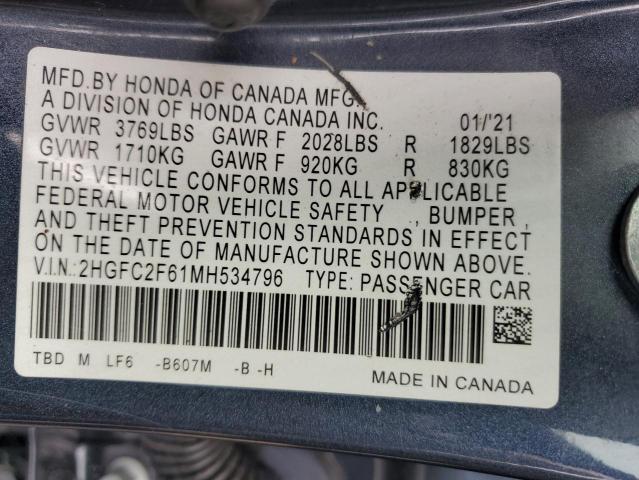 MFD.BY HONDA OF CANADA MFG.
A DIVISION OF HONDA CANADA INC. 01/'21
GVWR 3769LBS GAWR F 2028LBS R 1829LBS
GVWR 1710KG GAWR F 920KG R 830KG
THIS VEHICLE CONFORMS TO ALL APPLICABLE
FEDERAL MOTOR VEHICLE SAFETY , BUMPER ,
AND THEFT PREVENTION STANDARDS IN EFFECT
ON THE DATE OF MANUFACTURE SHOWN ABOVE.
V.I.N.: 2HGFC2F61MH534796 TYPE: PASSENGER CAR
TBD M LF6 -B607M -B -H
MADE IN CANADA